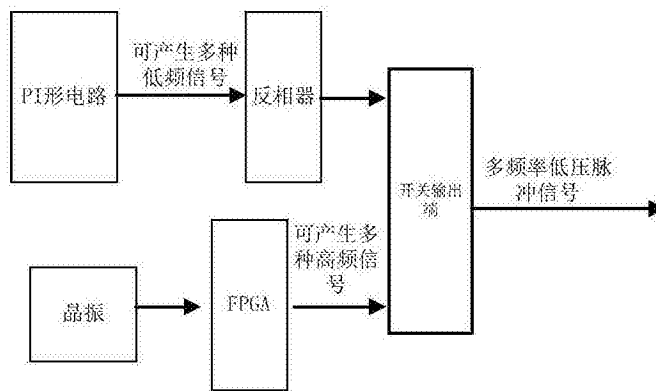 PI形电路
可产生多种
低频信号
反相器
开关输出
端
多频率低压脉
冲信号
晶振
FPGA
可产生多
种高频信
号